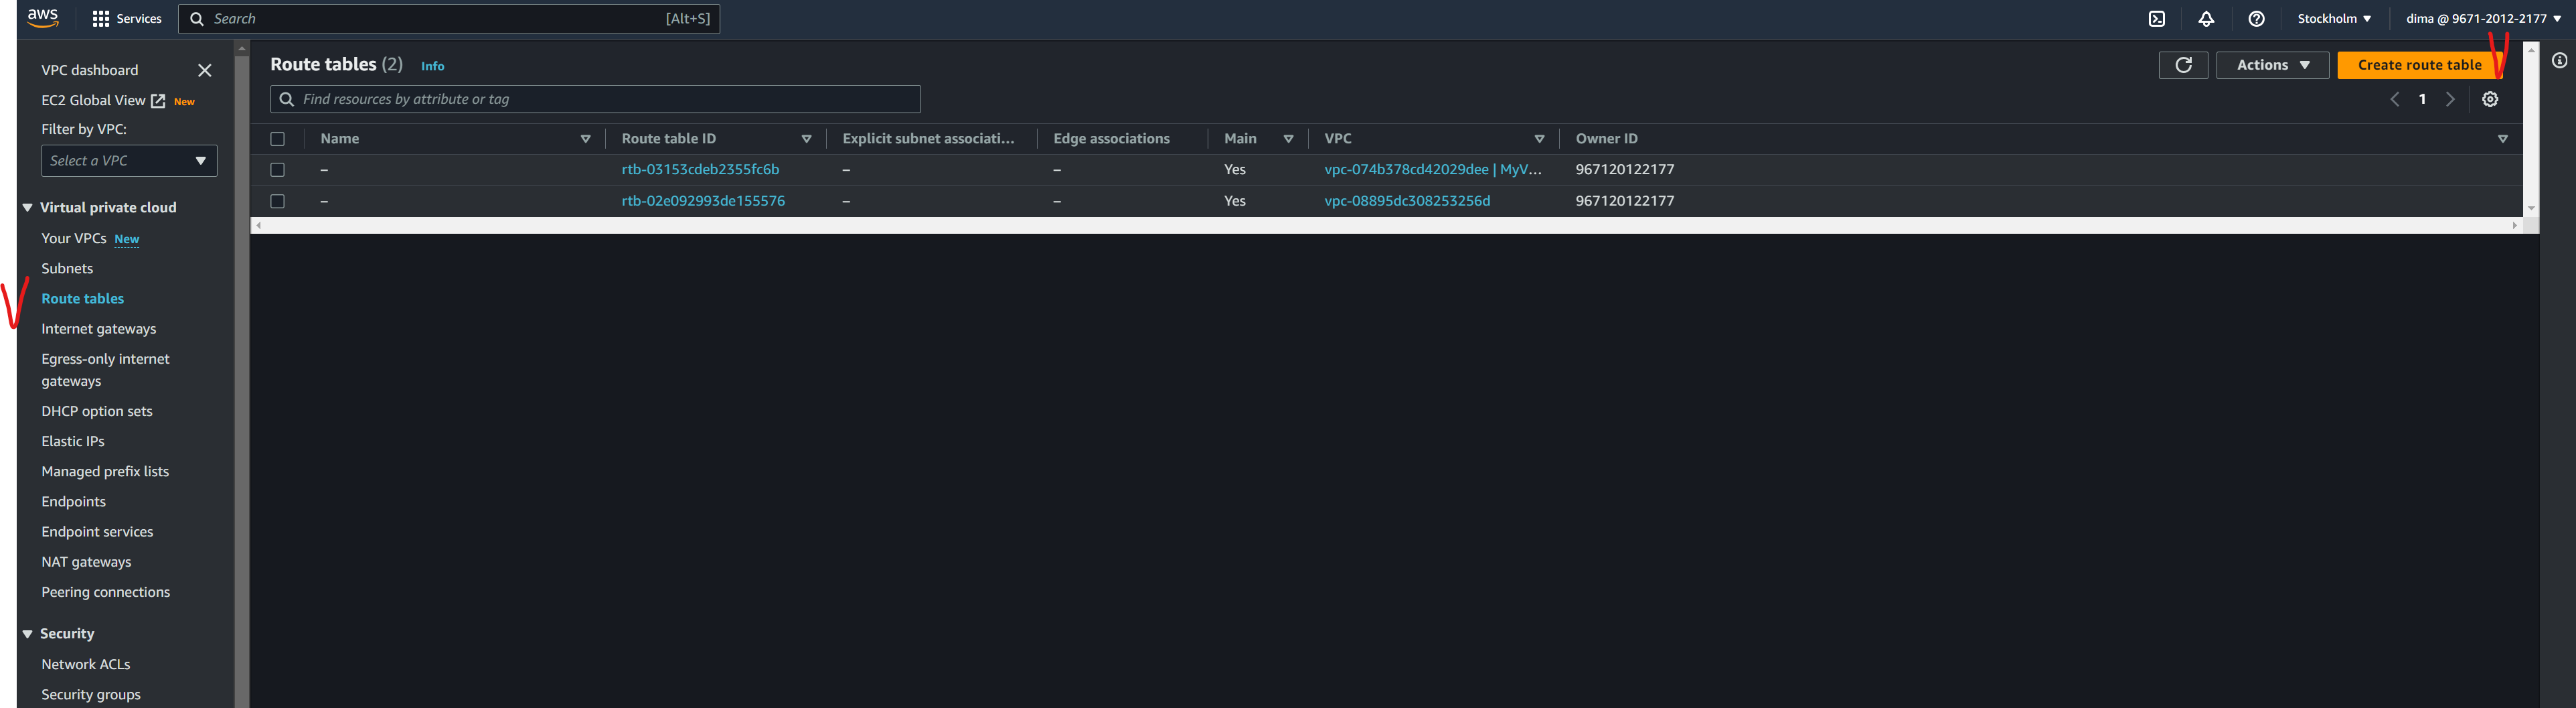 aws Services Search [Alt+S] Stockholm dima @ 9671-2012-2177
VPC dashboard
EC2 Global View New
Filter by VPC:
Select a VPC
Virtual private cloud
Your VPCs New
Subnets
Route tables
Internet gateways
Egress-only internet
gateways
DHCP option sets
Elastic IPs
Managed prefix lists
Endpoints
Endpoint services
NAT gateways
Peering connections
Security
Network ACLs
Security groups
Route tables (2) Info Actions Create route table
Find resources by attribute or tag 1
Name Route table ID Explicit subnet associati... Edge associations Main VPC Owner ID
– rtb-03153cdeb2355fc6b – – Yes vpc-074b378cd42029dee | MyV... 967120122177
– rtb-02e092993de155576 – – Yes vpc-08895dc308253256d 967120122177